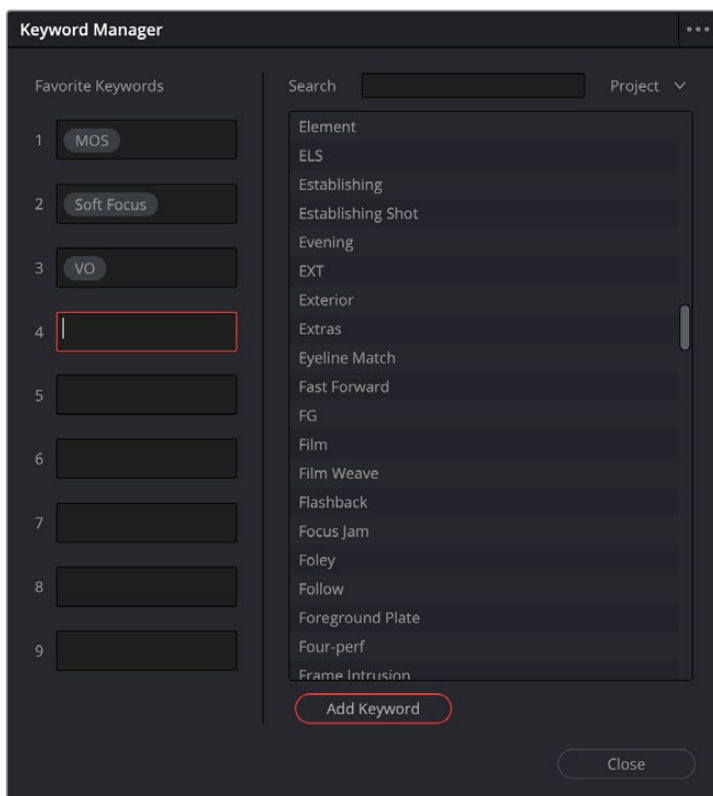 Keyword Manager
Favorite Keywords
1 MOS
2 Soft Focus
3 VO
4
5
6
7
8
9
Search Project
Element
ELS
Establishing
Establishing Shot
Evening
EXT
Exterior
Extras
Eyeline Match
Fast Forward
FG
Film
Film Weave
Flashback
Focus Jam
Foley
Follow
Foreground Plate
Four-perf
Frame Intrusion
Add Keyword
Close